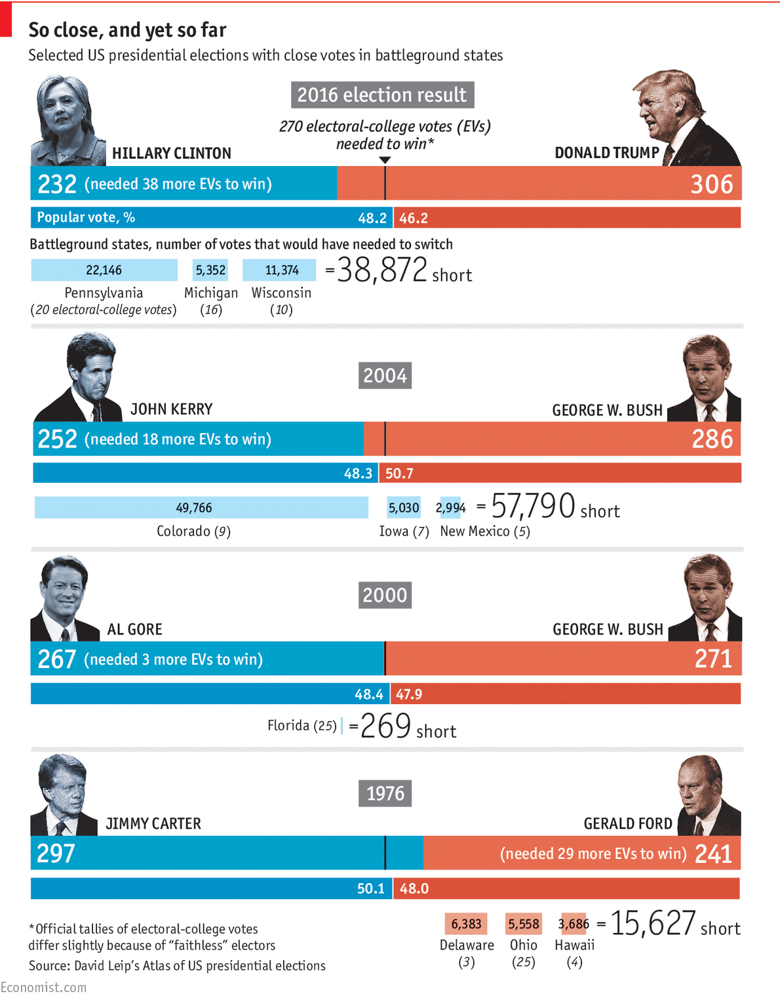 So close, and yet so far
Selected US presidential elections with close votes in battleground states
2016 election result
270 electoral-college votes (EVs)
needed to win*
HILLARY CLINTON
DONALD TRUMP
232 (needed 38 more EVs to win)
306
Popular vote, %
48.2
46.2
Battleground states, number of votes that would have needed to switch
22,146
5,352
11,374
=38,872 short
Pennsylvania
Michigan
Wisconsin
(20 electoral-college votes)
(16)
(10)
2004
JOHN KERRY
GEORGE W. BUSH
252 (needed 18 more EVs to win)
286
48.3
50.7
49,766
5,030
2,994
=57,790 short
Colorado (9)
Iowa (7)
New Mexico (5)
2000
AL GORE
GEORGE W. BUSH
267 (needed 3 more EVs to win)
271
48.4
47.9
Florida (25)
=269 short
1976
JIMMY CARTER
GERALD FORD
297
(needed 29 more EVs to win) 241
50.1
48.0
6,383
5,558
3,686
=15,627 short
Delaware
Ohio
Hawaii
(3)
(25)
(4)
*Official tallies of electoral-college votes
differ slightly because of “faithless” electors
Source: David Leip’s Atlas of US presidential elections
Economist.com